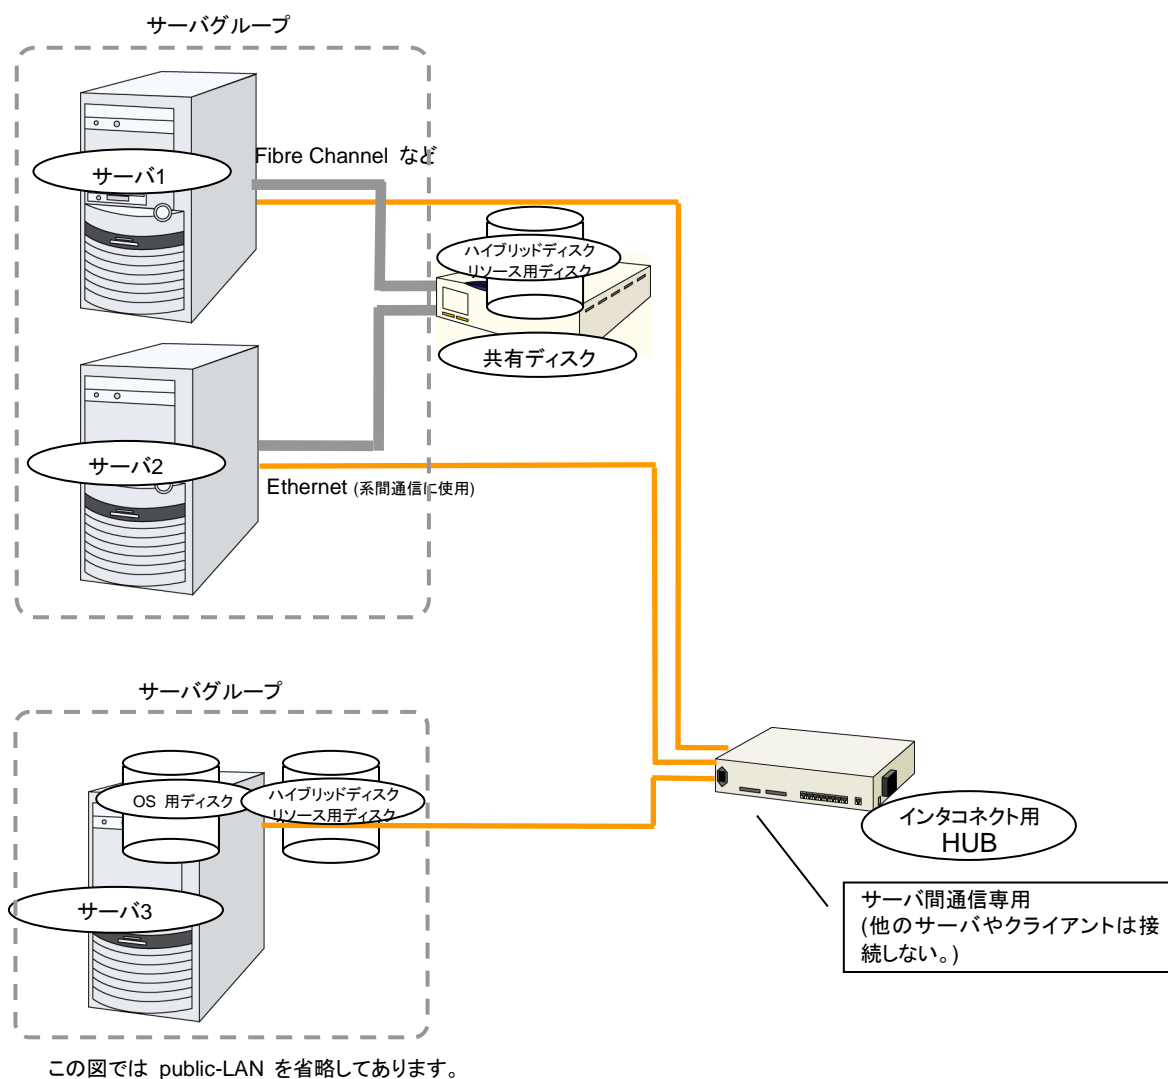 サーバグループ
サーバ1
Fibre Channel など
ハイブリッドディスク
リソース用ディスク
共有ディスク
サーバ2
Ethernet (系間通信に使用)
サーバグループ
OS 用ディスク
ハイブリッドディスク
リソース用ディスク
サーバ3
インタコネクト用
HUB
サーバ間通信専用
(他のサーバやクライアントは接
続しない。)
この図では public-LAN を省略してあります。